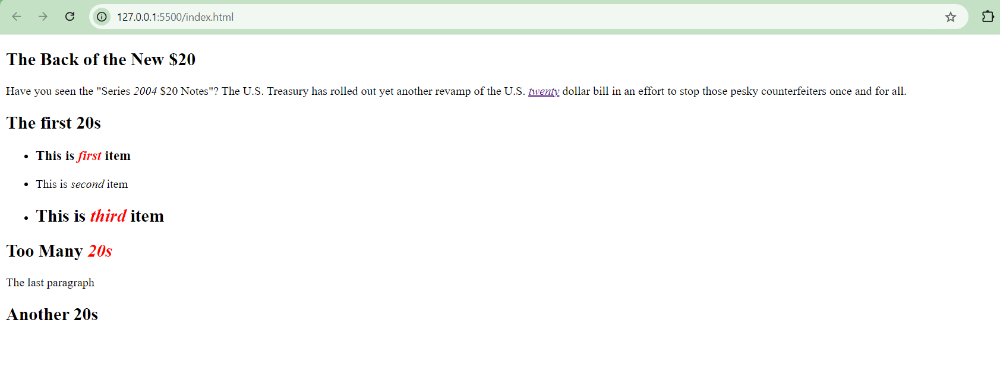 127.0.0.1:5500/index.html
The Back of the New $20
Have you seen the "Series 2004 $20 Notes"? The U.S. Treasury has rolled out yet another revamp of the U.S. twenty dollar bill in an effort to stop those pesky counterfeiters once and for all.
The first 20s
• This is first item
• This is second item
• This is third item
Too Many 20s
The last paragraph
Another 20s